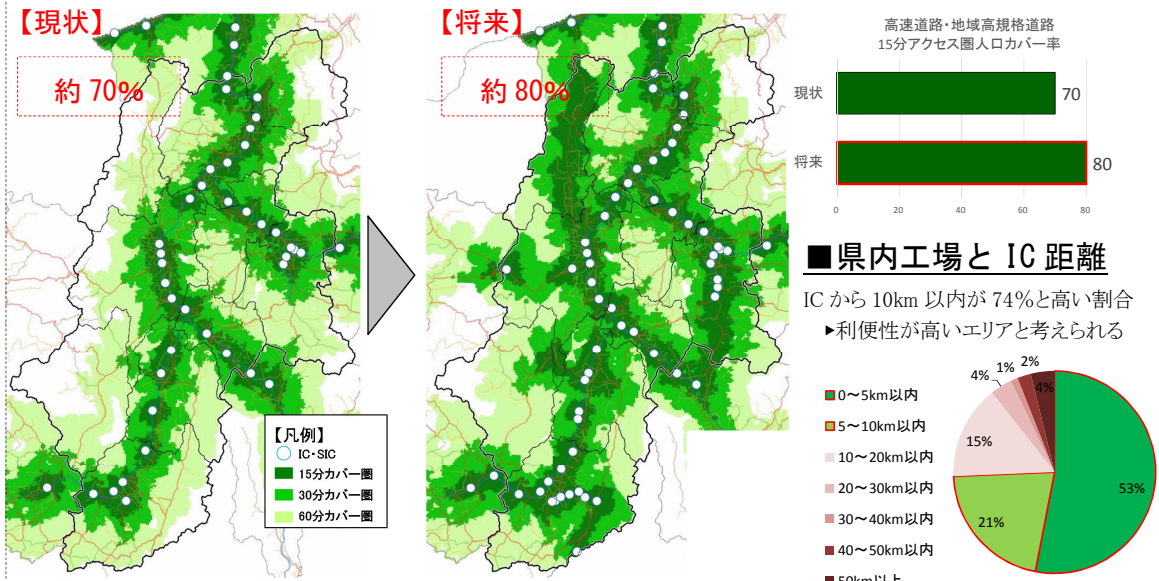 【現状】
約 70%
【凡例】
IC・SIC
15分カバー圏
30分カバー圏
60分カバー圏
【将来】
約 80%
高速道路・地域高規格道路
15分アクセス圏人口カバー率
現状
70
将来
80
0 20 40 60 80
■県内工場と IC 距離
IC から 10km 以内が 74%と高い割合
▶利便性が高いエリアと考えられる
0～5km以内
5～10km以内
10～20km以内
20～30km以内
30～40km以内
40～50km以内
50km以上
53%
21%
15%
4%
1%
2%
4%